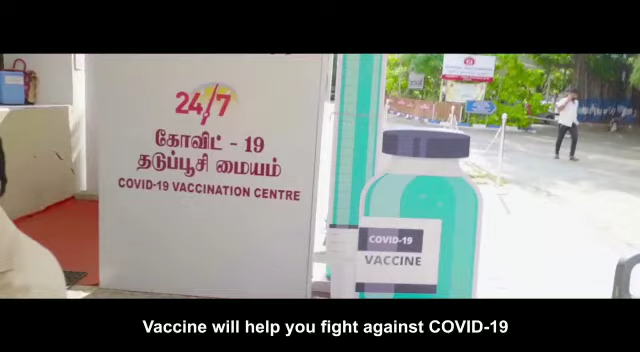 24/7
கோவிட் - 19
தடுப்பூசி மையம்
COVID-19 VACCINATION CENTRE
COVID-19
VACCINE
Vaccine will help you fight against COVID-19